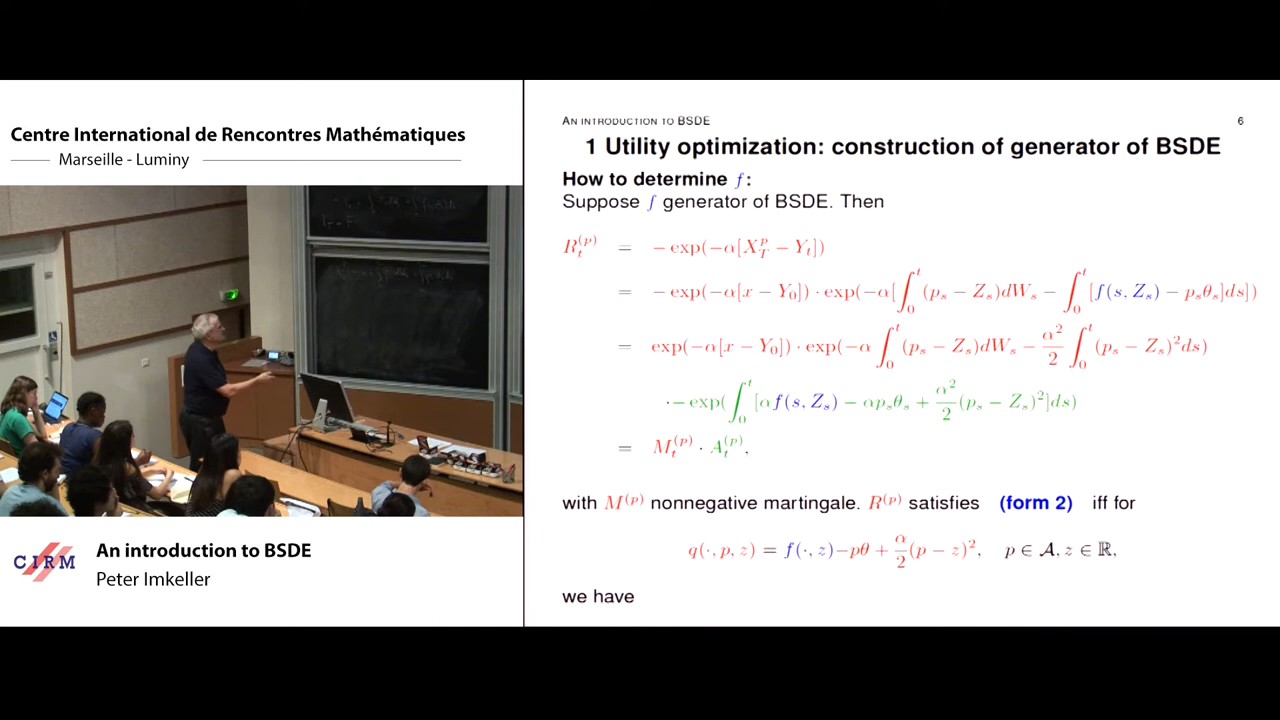 Centre International de Rencontres Mathématiques
Marseille - Luminy
CIRM
An introduction to BSDE
Peter Imkeller
AN INTRODUCTION TO BSDE 6
1 Utility optimization: construction of generator of BSDE
How to determine f:
Suppose f generator of BSDE. Then
R_t^{(p)} = − exp(−α[X_T^p − Y_t])
= − exp(−α[x − Y_0]) · exp(−α[∫_0^t (p_s − Z_s)dW_s − ∫_0^t [f(s, Z_s) − p_sθ_s]ds])
= exp(−α[x − Y_0]) · exp(−α ∫_0^t (p_s − Z_s)dW_s − α²/2 ∫_0^t (p_s − Z_s)²ds)
· − exp(∫_0^t [αf(s, Z_s) − αp_sθ_s + α²/2 (p_s − Z_s)²]ds)
= M_t^{(p)} · A_t^{(p)},
with M^{(p)} nonnegative martingale. R^{(p)} satisfies (form 2) iff for
q(·, p, z) = f(·, z)−pθ + α/2 (p − z)², p ∈ 𝒜, z ∈ ℝ,
we have